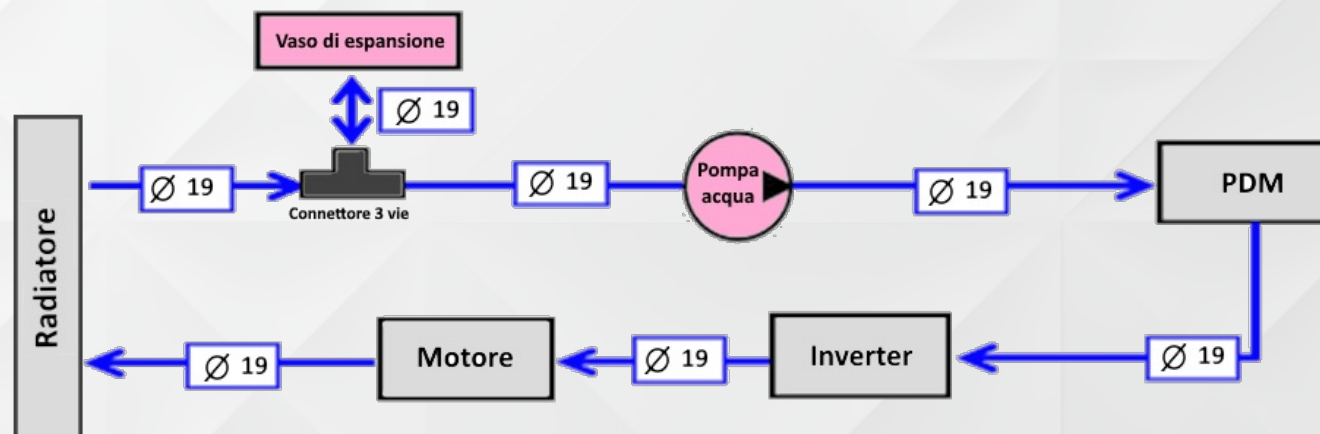 Vaso di espansione
Ø 19
Ø 19
Connettore 3 vie
Ø 19
Pompa
acqua
Ø 19
PDM
Radiatore
Ø 19
Motore
Ø 19
Inverter
Ø 19